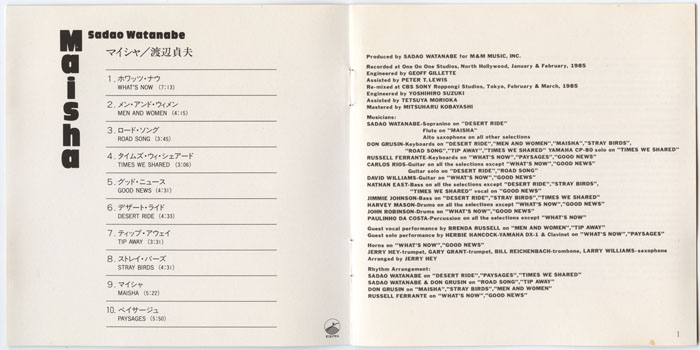 Maisha
Sadao Watanabe
マイシャ/渡辺貞夫
1. ホワッツ・ナウ
WHAT'S NOW (7:13)
2. メン・アンド・ウィメン
MEN AND WOMEN (4:15)
3. ロード・ソング
ROAD SONG (3:45)
4. タイムズ・ウィ・シェアード
TIMES WE SHARED (3:06)
5. グッド・ニュース
GOOD NEWS (4:31)
6. デザート・ライド
DESERT RIDE (4:33)
7. ティップ・アウェイ
TIP AWAY (3:31)
8. ストレイ・バーズ
STRAY BIRDS (4:31)
9. マイシャ
MAISHA (5:22)
10. ペイサージュ
PAYSAGES (5:50)
Produced by SADAO WATANABE for M&M MUSIC, INC.
Recorded at One On One Studios, North Hollywood, January & February, 1985
Engineered by GEOFF GILLETTE
Assisted by PETER T. LEWIS
Re-mixed at CBS SONY Roppongi Studios, Tokyo, February & March, 1985
Engineered by YOSHIHIRO SUZUKI
Assisted by TETSUYA MORIOKA
Mastered by MITSUHARU KOBAYASHI
Musicians:
SADAO WATANABE-Sopranino on "DESERT RIDE"
Flute on "MAISHA"
Alto saxophone on all other selections
DON GRUSIN-Keyboards on "DESERT RIDE","MEN AND WOMEN","MAISHA","STRAY BIRDS",
"ROAD SONG","TIP AWAY","TIMES WE SHARED" YAMAHA CP-80 solo on "TIMES WE SHARED"
RUSSELL FERRANTE-Keyboards on "WHAT'S NOW","PAYSAGES","GOOD NEWS"
CARLOS RIOS-Guitar on all the selections except "WHAT'S NOW","GOOD NEWS"
Guitar solo on "DESERT RIDE","ROAD SONG"
DAVID WILLIAMS-Guitar on "WHAT'S NOW","GOOD NEWS"
NATHAN EAST-Bass on all the selections except "DESERT RIDE","STRAY BIRDS",
"TIMES WE SHARED" vocal on "GOOD NEWS"
JIMMIE JOHNSON-Bass on "DESERT RIDE","STRAY BIRDS","TIMES WE SHARED"
HARVEY MASON-Drums on all the selections except "WHAT'S NOW","GOOD NEWS"
JOHN ROBINSON-Drums on "WHAT'S NOW","GOOD NEWS"
PAULINHO DA COSTA-Percussion on all the selections except "WHAT'S NOW"
Guest vocal performance by BRENDA RUSSELL on "MEN AND WOMEN","TIP AWAY"
Guest solo performance by HERBIE HANCOCK-YAMAHA DX-1 & Clavinet on "WHAT'S NOW","PAYSAGES"
Horns on "WHAT'S NOW","GOOD NEWS"
JERRY HEY-trumpet, GARY GRANT-trumpet, BILL REICHENBACH-trombone, LARRY WILLIAMS-saxophone
Arranged by JERRY HEY
Rhythm Arrangement:
SADAO WATANABE on "DESERT RIDE","PAYSAGES","TIMES WE SHARED"
SADAO WATANABE & DON GRUSIN on "ROAD SONG","TIP AWAY"
DON GRUSIN on "MAISHA","STRAY BIRDS","MEN AND WOMEN"
RUSSELL FERRANTE on "WHAT'S NOW","GOOD NEWS"
1